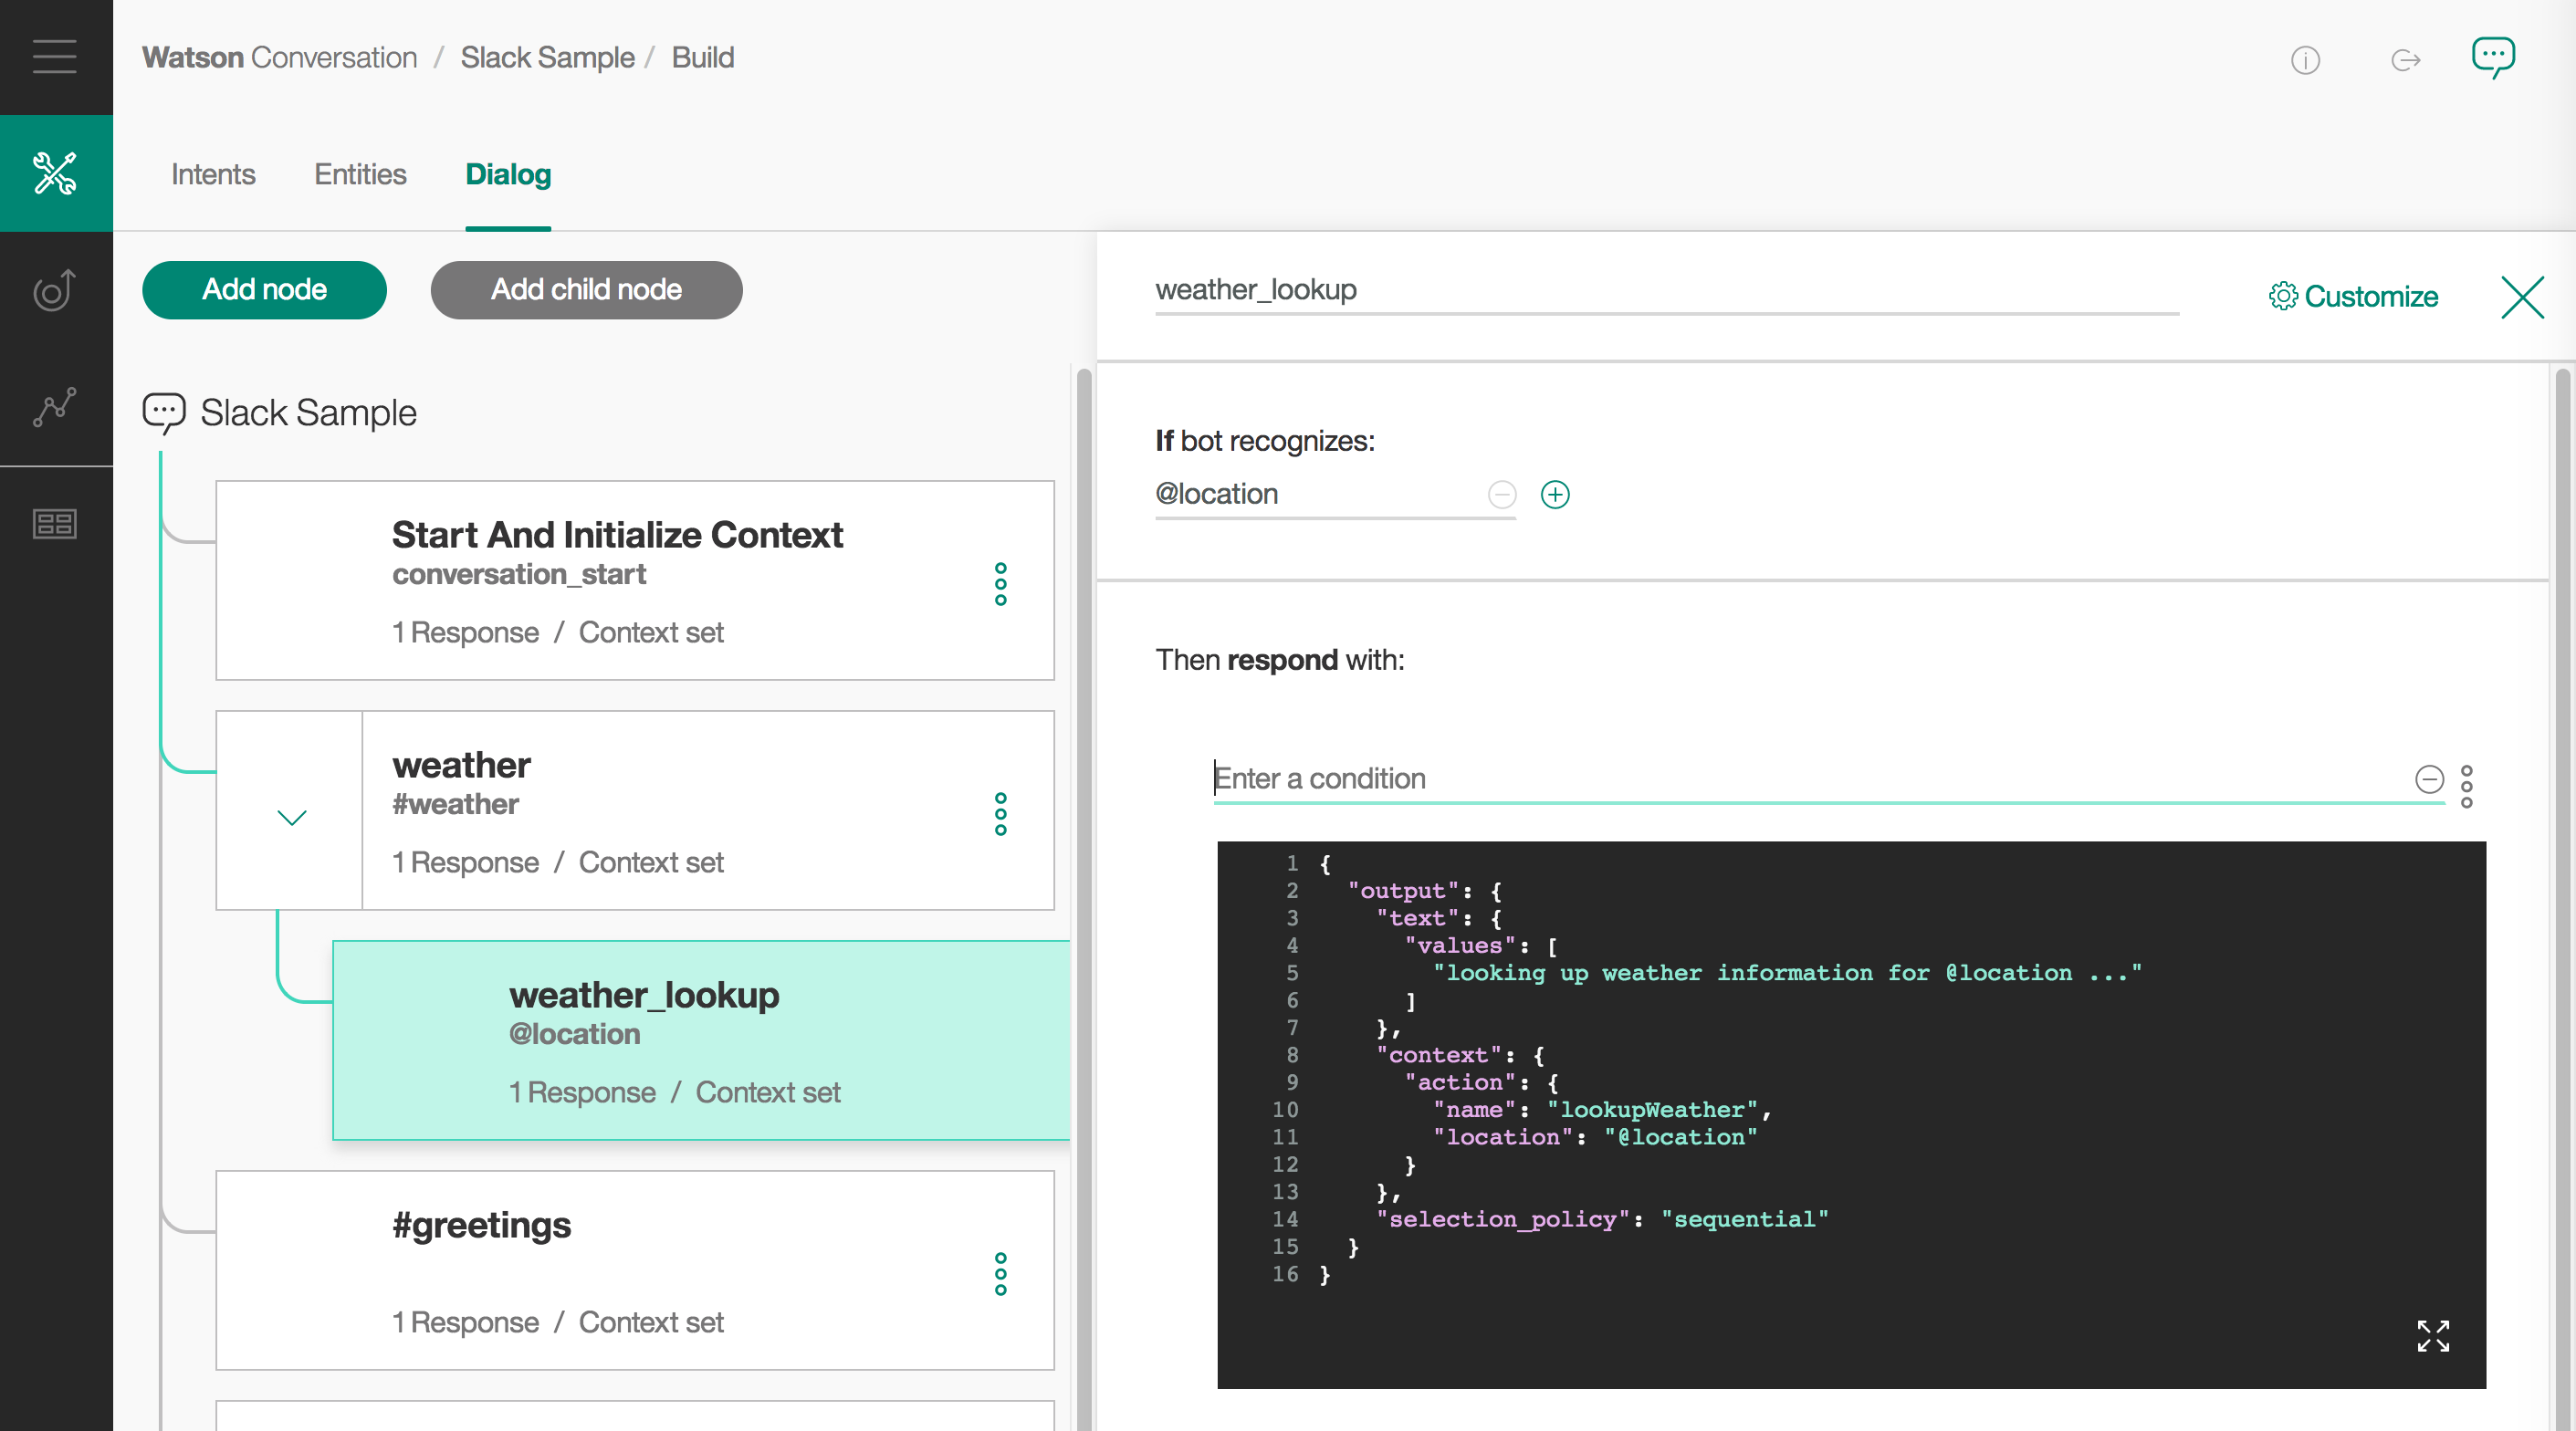 Watson Conversation / Slack Sample / Build
Intents Entities Dialog
Add node Add child node
Slack Sample
Start And Initialize Context
conversation_start
1 Response / Context set
weather
#weather
1 Response / Context set
weather_lookup
@location
1 Response / Context set
#greetings
1 Response / Context set
weather_lookup Customize
If bot recognizes:
@location
Then respond with:
Enter a condition
1 {
2 "output": {
3 "text": {
4 "values": [
5 "looking up weather information for @location ..."
6 ]
7 },
8 "context": {
9 "action": {
10 "name": "lookupWeather",
11 "location": "@location"
12 }
13 },
14 "selection_policy": "sequential"
15 }
16 }